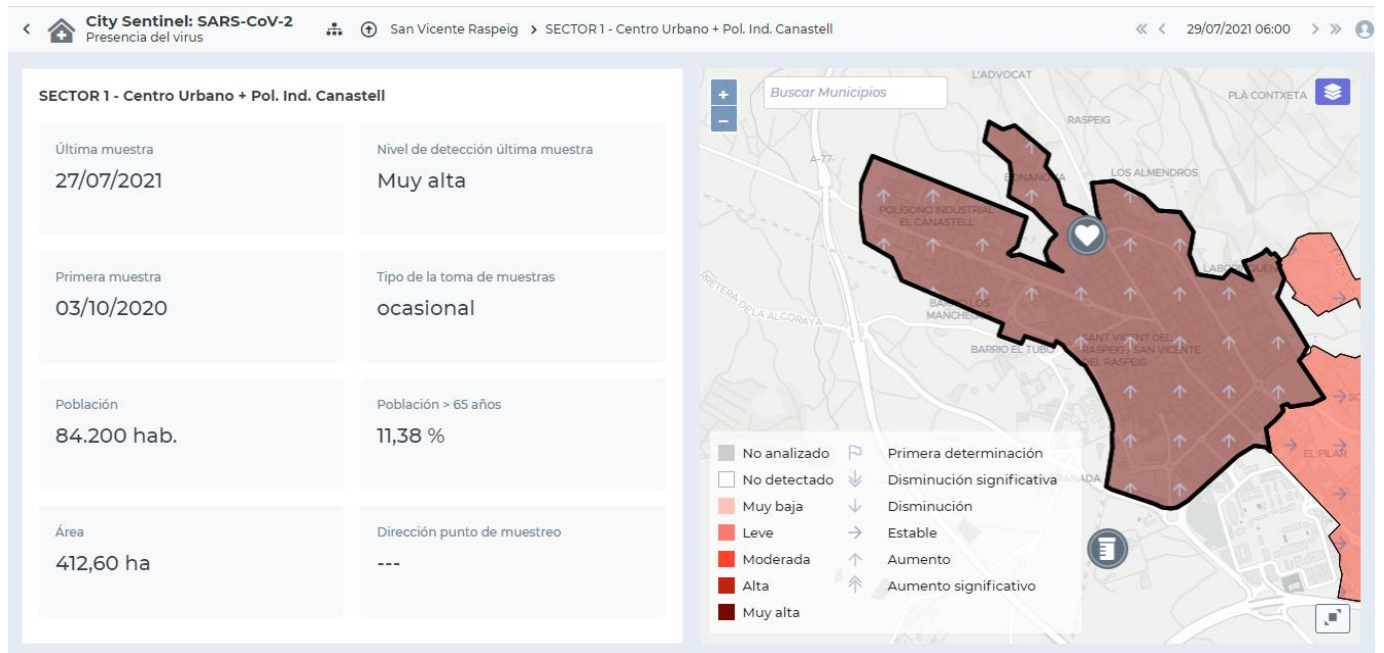 City Sentinel: SARS-CoV-2
Presencia del virus
San Vicente Raspeig > SECTOR 1 - Centro Urbano + Pol. Ind. Canastell
29/07/2021 06:00
SECTOR 1 - Centro Urbano + Pol. Ind. Canastell
Última muestra
27/07/2021
Nivel de detección última muestra
Muy alta
Primera muestra
03/10/2020
Tipo de la toma de muestras
ocasional
Población
84.200 hab.
Población > 65 años
11,38 %
Área
412,60 ha
Dirección punto de muestreo
---
+
−
Buscar Municipios
L'ADVOCAT
PLÀ CONTXETA
RASPEIG
A-77
LOS ALMENDROS
POLÍGONO INDUSTRIAL
EL CANASTELL
DE LA ALCORAYA
BARRIO LOS
MANCHEGOS
BARRIO EL TUBO
SANT VICENT DEL
RASPEIG / SAN VICENTE
DEL RASPEIG
EL PILAR
No analizado
No detectado
Muy baja
Leve
Moderada
Alta
Muy alta
Primera determinación
Disminución significativa
Disminución
Estable
Aumento
Aumento significativo